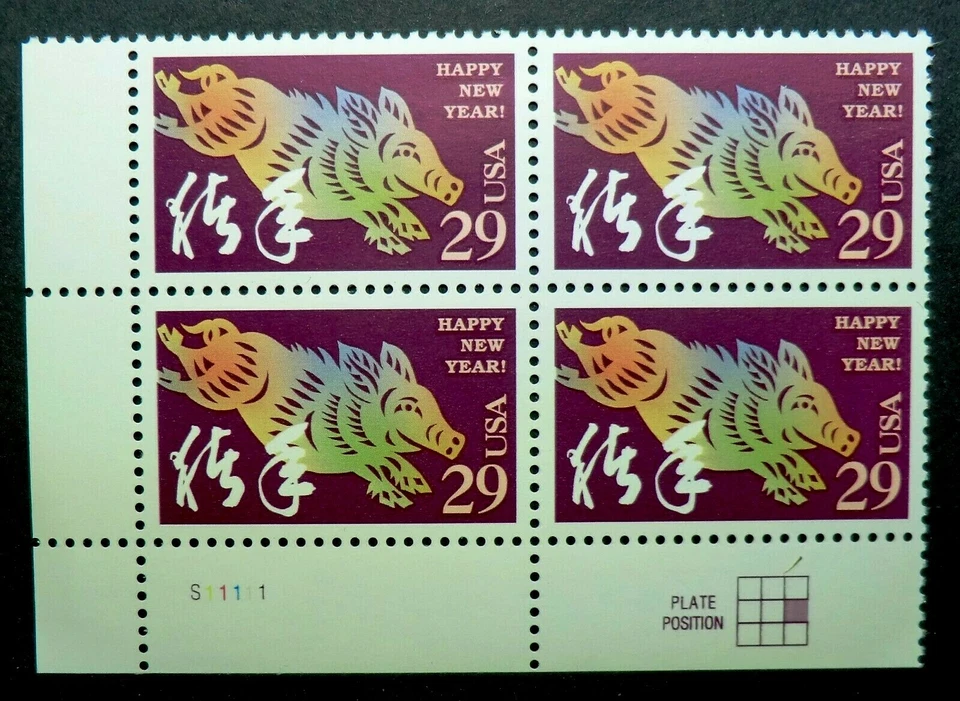 HAPPY
NEW
YEAR!
USA
猪年
29
HAPPY
NEW
YEAR!
USA
猪年
29
HAPPY
NEW
YEAR!
USA
猪年
29
HAPPY
NEW
YEAR!
USA
猪年
29
S11111
PLATE
POSITION